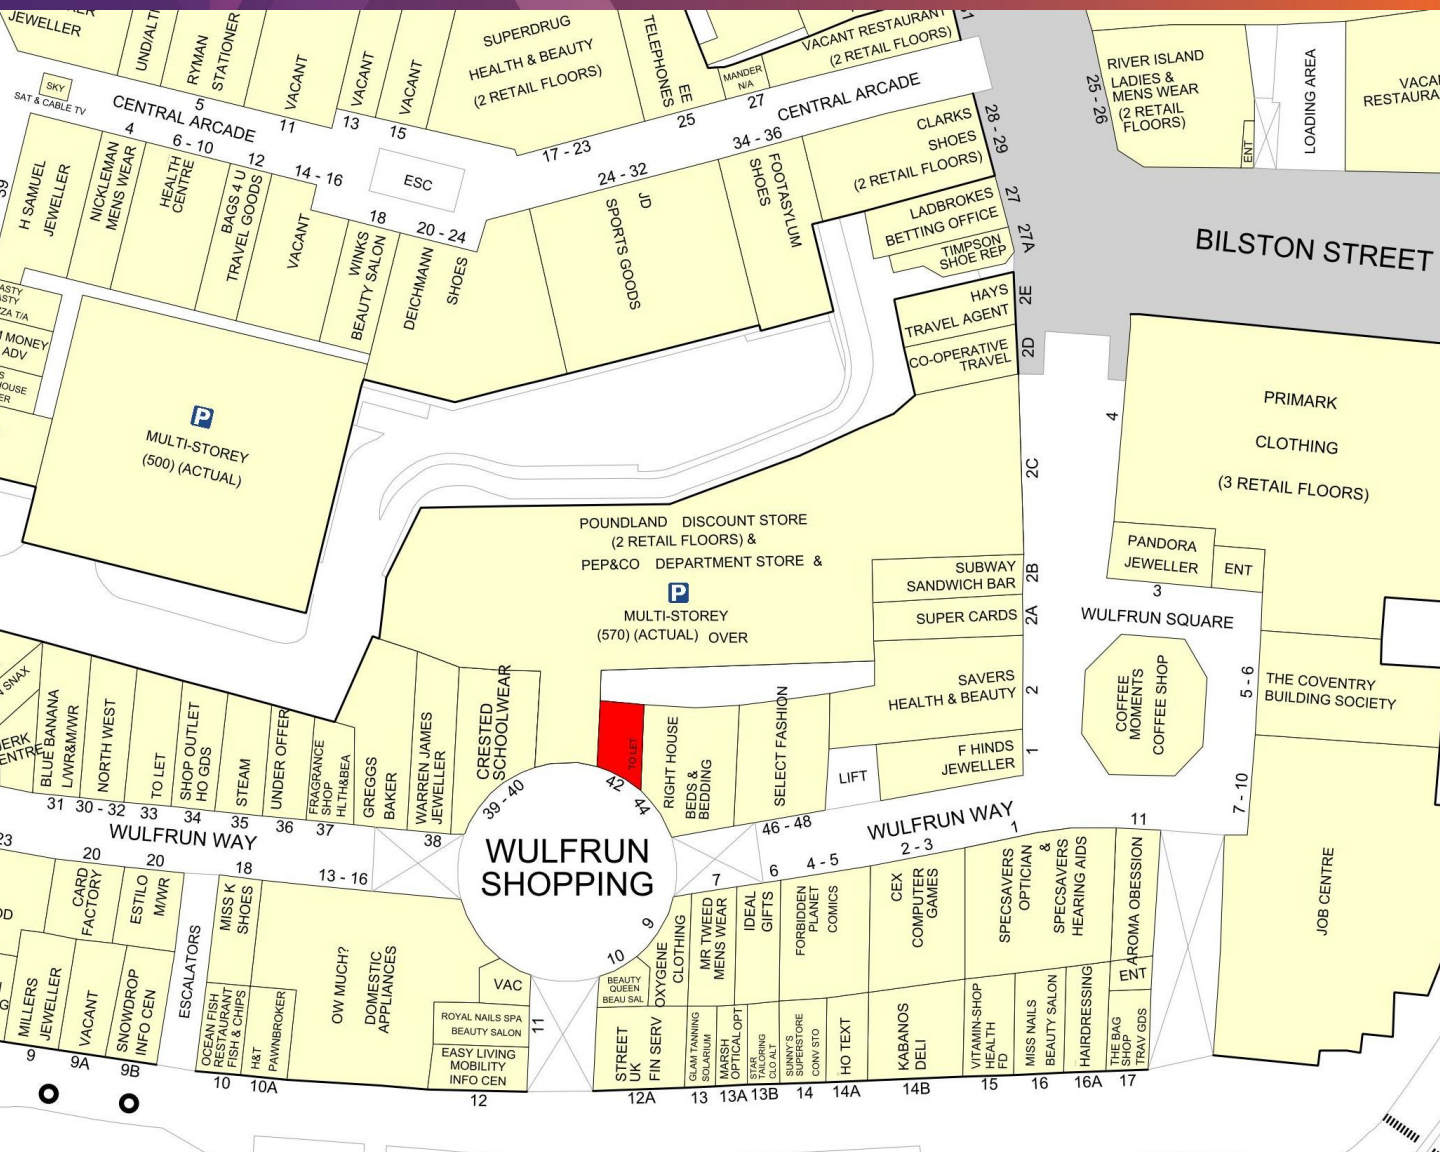 JEWELLER
RYMAN
STATIONER
VACANT
VACANT
VACANT
SUPERDRUG
HEALTH & BEAUTY
(2 RETAIL FLOORS)
TELEPHONES
EE
MANDER
N/A
VACANT RESTAURANT
(2 RETAIL FLOORS)
SKY
SAT & CABLE TV
CENTRAL ARCADE
5
11
13
15
17 - 23
25
27
CENTRAL ARCADE
4
6 - 10
12
14 - 16
18
20 - 24
24 - 32
34 - 36
ESC
H SAMUEL
JEWELLER
NICKLEMAN
MENS WEAR
HEALTH
CENTRE
BAGS 4 U
TRAVEL GOODS
VACANT
WINKS
BEAUTY SALON
DEICHMANN
SHOES
JD
SPORTS GOODS
FOOTASYLUM
SHOES
CLARKS
SHOES
(2 RETAIL FLOORS)
28 - 29
LADBROKES
BETTING OFFICE
27
TIMPSON
SHOE REP
27A
HAYS
TRAVEL AGENT
2E
CO-OPERATIVE
TRAVEL
2D
25 - 26
RIVER ISLAND
LADIES &
MENS WEAR
(2 RETAIL
FLOORS)
ENT
LOADING AREA
BILSTON STREET
P
MULTI-STOREY
(500) (ACTUAL)
PRIMARK
CLOTHING
(3 RETAIL FLOORS)
4
2C
POUNDLAND DISCOUNT STORE
(2 RETAIL FLOORS) &
PEP&CO DEPARTMENT STORE &
P
MULTI-STOREY
(570) (ACTUAL) OVER
SUBWAY
SANDWICH BAR
2B
SUPER CARDS
2A
SAVERS
HEALTH & BEAUTY
2
F HINDS
JEWELLER
1
LIFT
PANDORA
JEWELLER
ENT
3
WULFRUN SQUARE
COFFEE
MOMENTS
COFFEE SHOP
5 - 6
THE COVENTRY
BUILDING SOCIETY
7 - 10
JOB CENTRE
BLUE BANANA
L/WR&M/WR
NORTH WEST
TO LET
SHOP OUTLET
HO GDS
STEAM
UNDER OFFER
FRAGRANCE
SHOP
HLTH&BEA
GREGGS
BAKER
WARREN JAMES
JEWELLER
CRESTED
SCHOOLWEAR
TO LET
RIGHT HOUSE
BEDS &
BEDDING
SELECT FASHION
31
30 - 32
33
34
35
36
37
38
39 - 40
42
44
46 - 48
WULFRUN WAY
WULFRUN WAY
WULFRUN
SHOPPING
20
20
18
13 - 16
9
10
7
6
4 - 5
2 - 3
1
11
CARD
FACTORY
ESTILO
M/WR
ESCALATORS
MISS K
SHOES
OW MUCH?
DOMESTIC
APPLIANCES
VAC
ROYAL NAILS SPA
BEAUTY SALON
EASY LIVING
MOBILITY
INFO CEN
11
BEAUTY
QUEEN
BEAU SAL
OXYGENE
CLOTHING
MR TWEED
MENS WEAR
IDEAL
GIFTS
FORBIDDEN
PLANET
COMICS
CEX
COMPUTER
GAMES
SPECSAVERS
OPTICIAN
&
SPECSAVERS
HEARING AIDS
AROMA OBESSION
ENT
MILLERS
JEWELLER
VACANT
SNOWDROP
INFO CEN
OCEAN FISH
RESTAURANT
FISH & CHIPS
H&T
PAWNBROKER
STREET
UK
FIN SERV
GLAM TANNING
SOLARIUM
MARSH
OPTICAL OPT
STAR
TAILORING
CLO ALT
SUNNY'S
SUPERSTORE
CONV STO
HO TEXT
KABANOS
DELI
VITAMIN-SHOP
HEALTH
FD
MISS NAILS
BEAUTY SALON
HAIRDRESSING
THE BAG
SHOP
TRAV GDS
9
9A
9B
10
10A
12
12A
13
13A
13B
14
14A
14B
15
16
16A
17